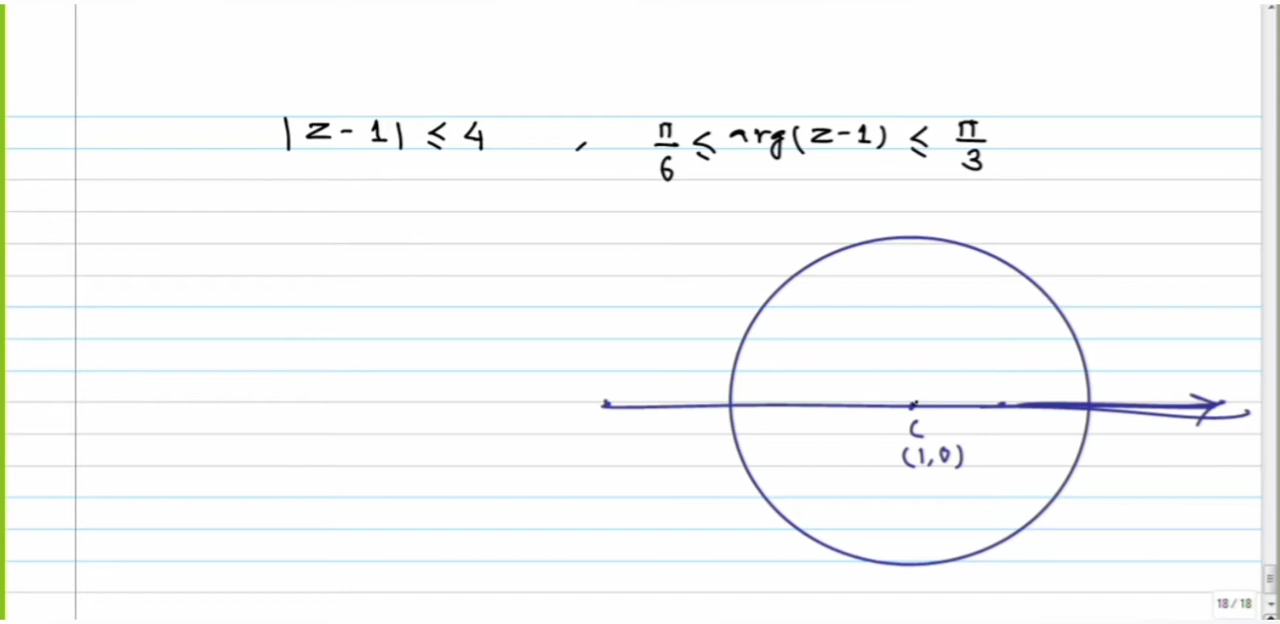 |z-1| ≤ 4 , π/6 ≤ arg(z-1) ≤ π/3
C
(1,0)
18 / 18